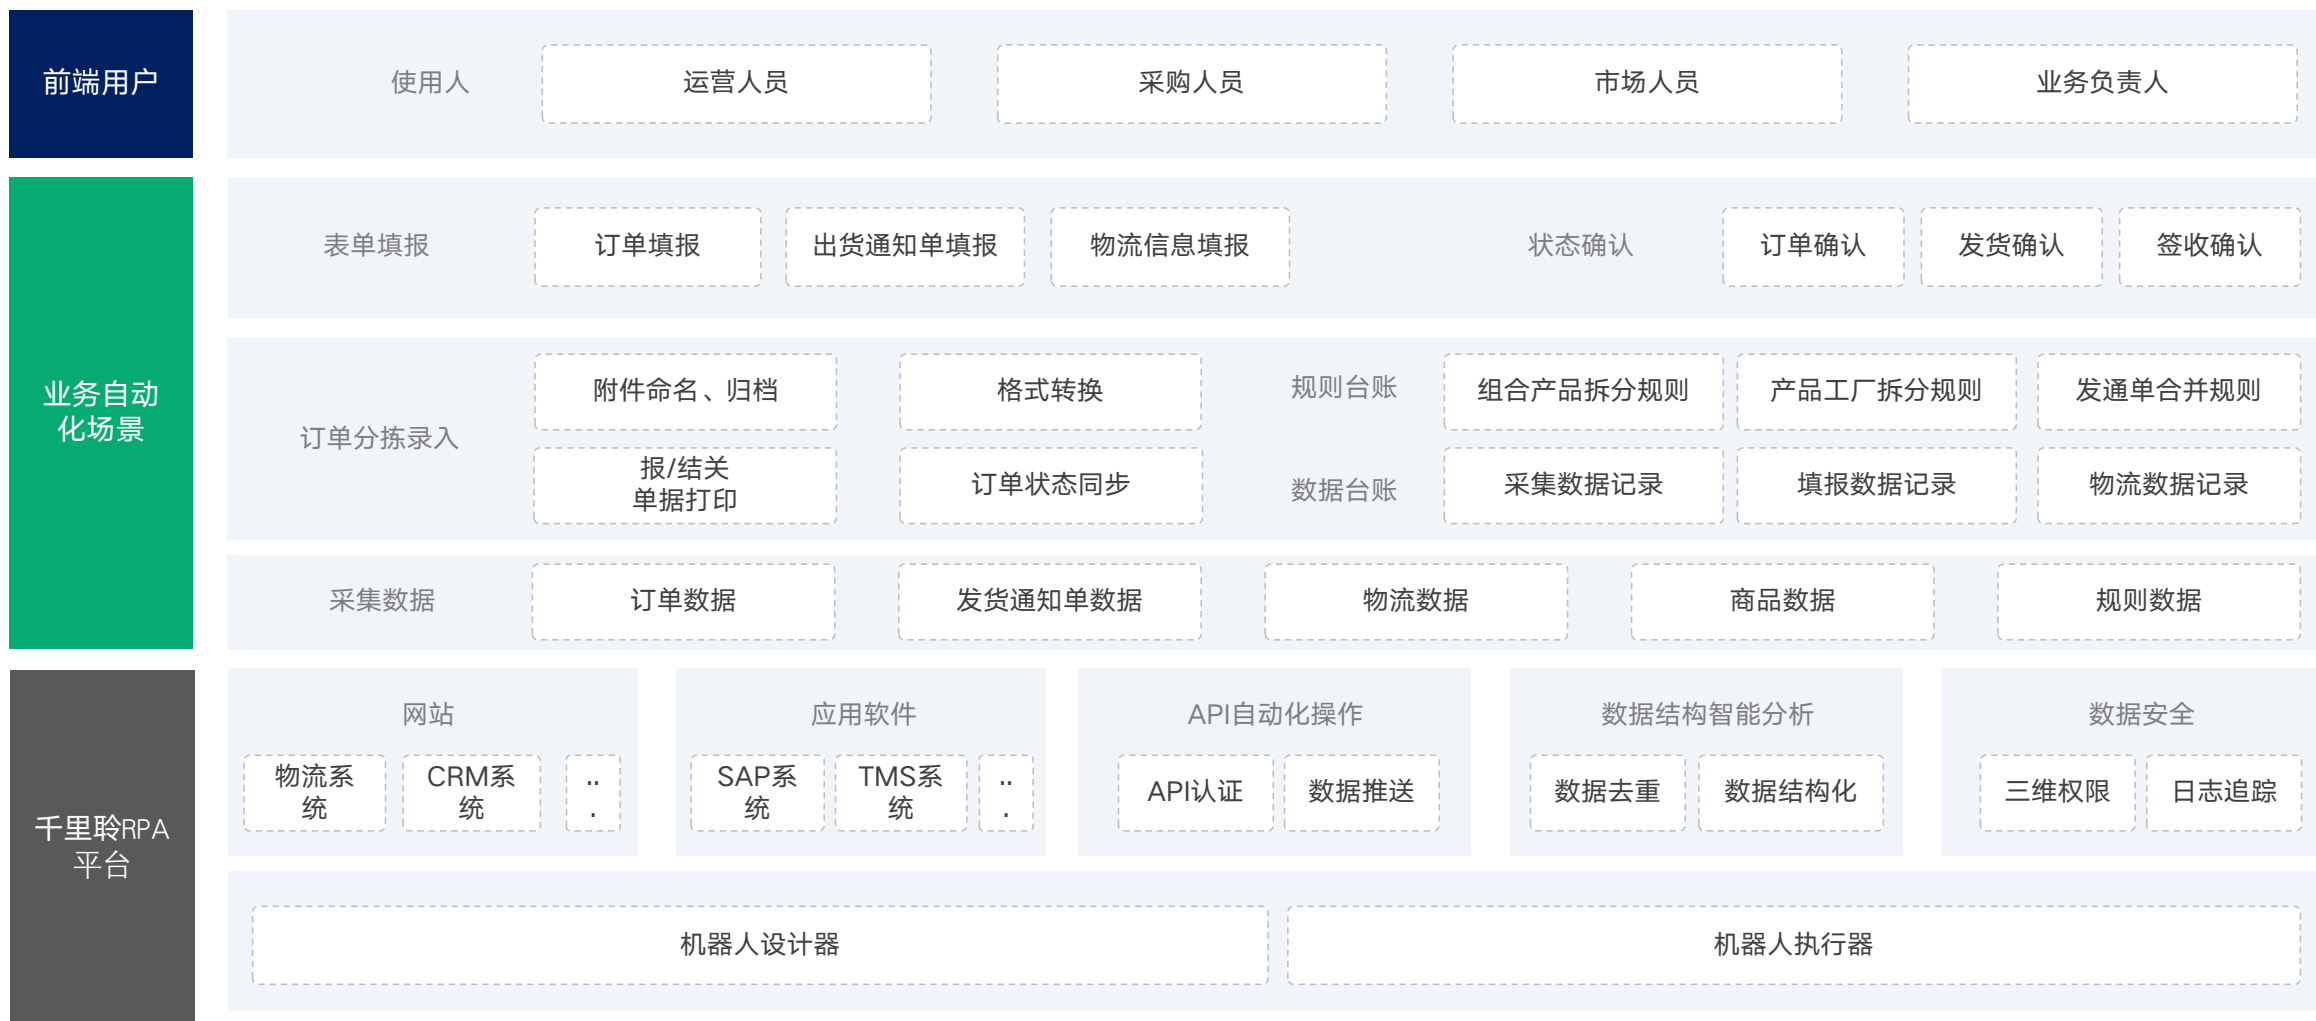 前端用户
使用人
运营人员
采购人员
市场人员
业务负责人
业务自动
化场景
表单填报
订单填报
出货通知单填报
物流信息填报
状态确认
订单确认
发货确认
签收确认
订单分拣录入
附件命名、归档
格式转换
报/结关
单据打印
订单状态同步
规则台账
组合产品拆分规则
产品工厂拆分规则
发通单合并规则
数据台账
采集数据记录
填报数据记录
物流数据记录
采集数据
订单数据
发货通知单数据
物流数据
商品数据
规则数据
千里聆RPA
平台
网站
物流系
统
CRM系
统
..
.
应用软件
SAP系
统
TMS系
统
..
.
API自动化操作
API认证
数据推送
数据结构智能分析
数据去重
数据结构化
数据安全
三维权限
日志追踪
机器人设计器
机器人执行器